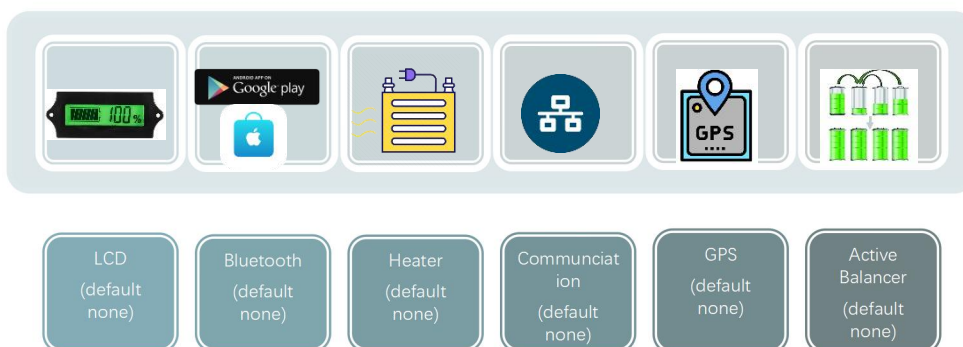 100%
ANDROID APP ON
Google play
GPS
LCD
(default
none)
Bluetooth
(default
none)
Heater
(default
none)
Communciat
ion
(default
none)
GPS
(default
none)
Active
Balancer
(default
none)